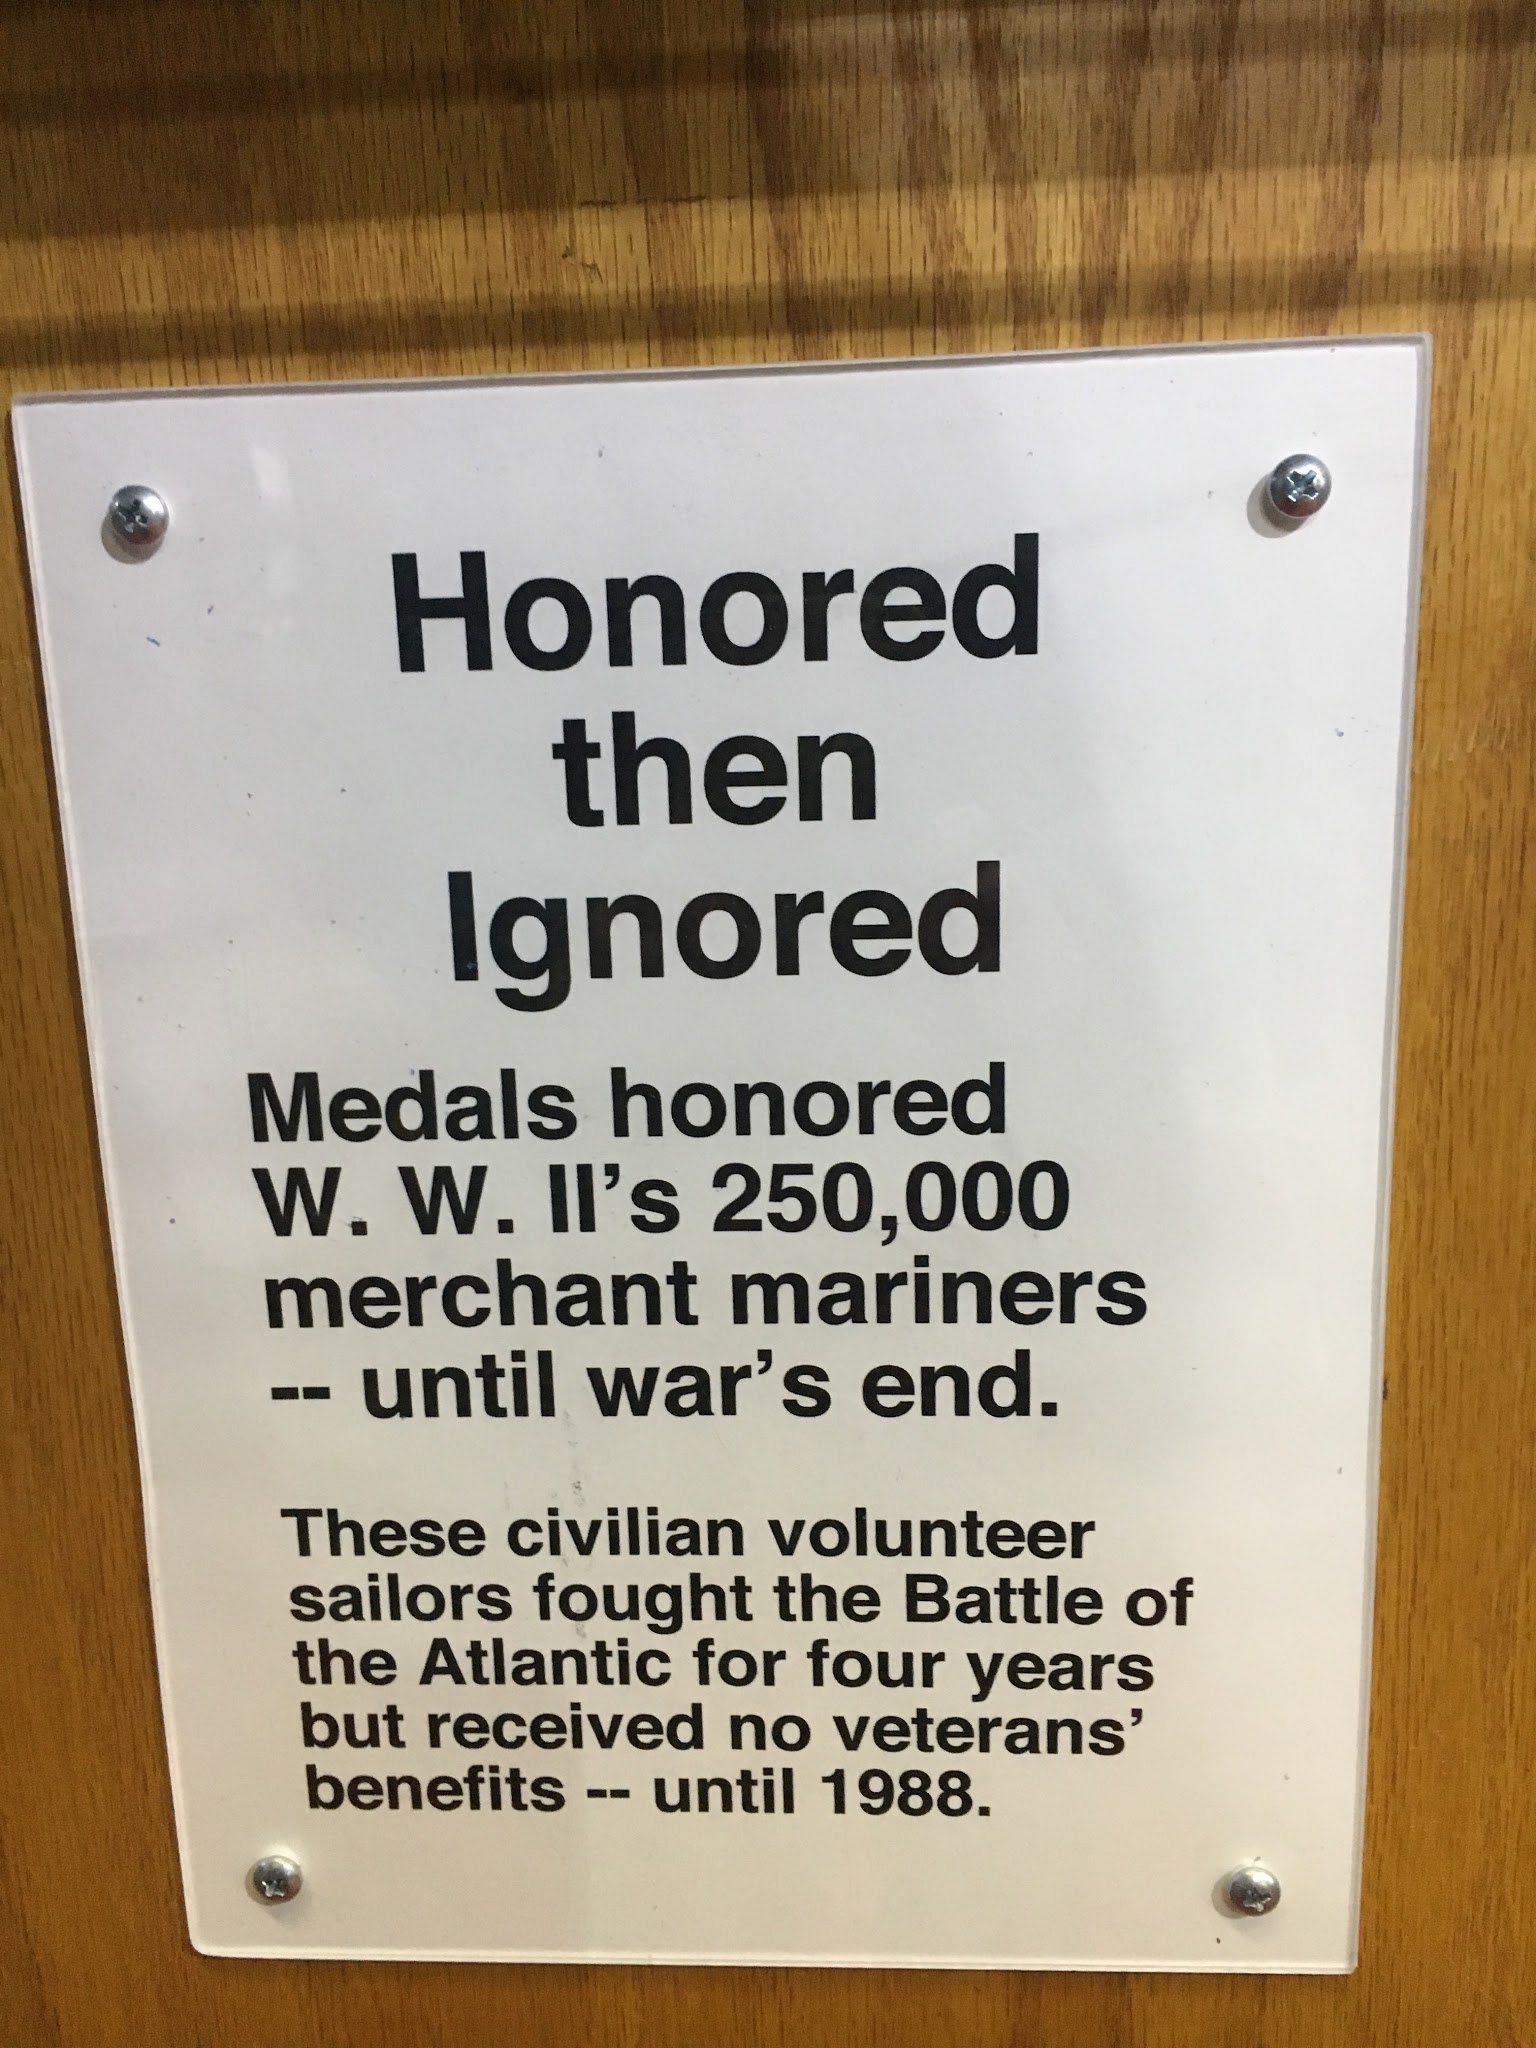 Honored
then
Ignored
Medals honored
W. W. II's 250,000
merchant mariners
-- until war's end.
These civilian volunteer
sailors fought the Battle of
the Atlantic for four years
but received no veterans'
benefits -- until 1988.